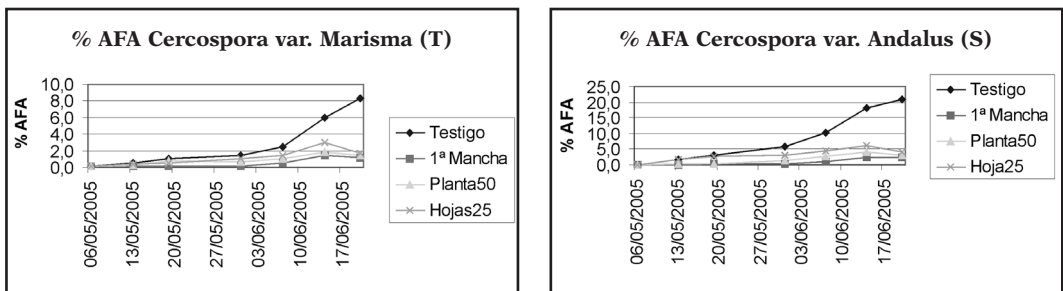 % AFA Cercospora var. Marisma (T)
% AFA
10,0
8,0
6,0
4,0
2,0
0,0
06/05/2005
13/05/2005
20/05/2005
27/05/2005
03/06/2005
10/06/2005
17/06/2005
Testigo
1ª Mancha
Planta50
Hojas25
% AFA Cercospora var. Andalus (S)
% AFA
25,0
20,0
15,0
10,0
5,0
0,0
06/05/2005
13/05/2005
20/05/2005
27/05/2005
03/06/2005
10/06/2005
17/06/2005
Testigo
1ª Mancha
Planta50
Hoja25